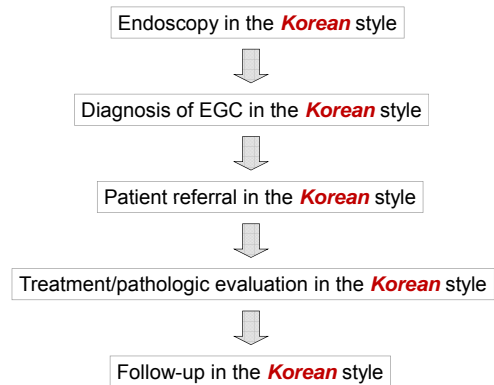 Endoscopy in the Korean style
Diagnosis of EGC in the Korean style
Patient referral in the Korean style
Treatment/pathologic evaluation in the Korean style
Follow-up in the Korean style